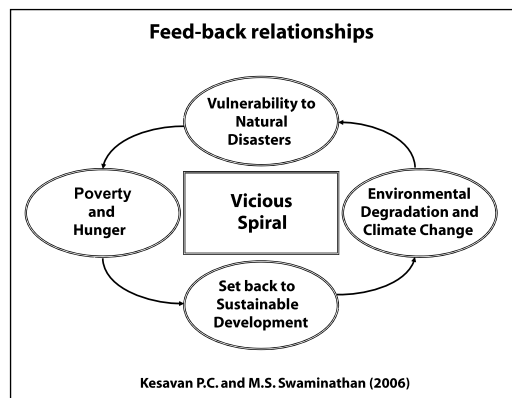 Feed-back relationships
Vulnerability to
Natural
Disasters
Poverty
and
Hunger
Vicious
Spiral
Environmental
Degradation and
Climate Change
Set back to
Sustainable
Development
Kesavan P.C. and M.S. Swaminathan (2006)